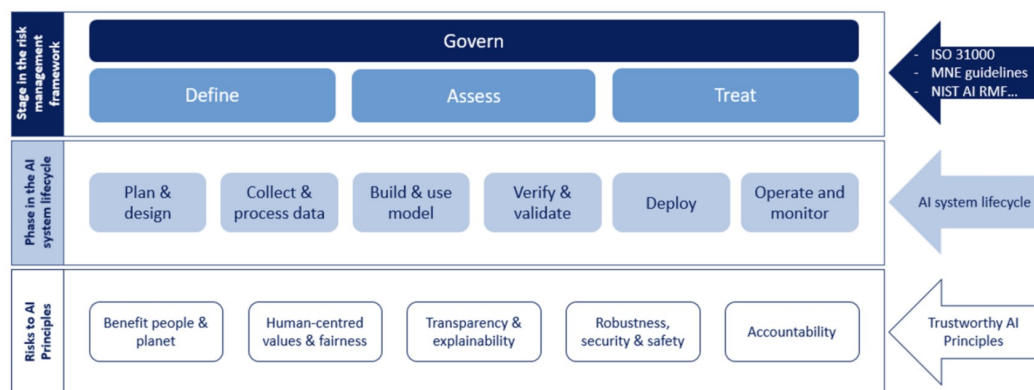 Stage in the risk
management
framework
Govern
Define
Assess
Treat
- ISO 31000
- MNE guidelines
- NIST AI RMF...
Phase in the AI
system lifecycle
Plan &
design
Collect &
process data
Build & use
model
Verify &
validate
Deploy
Operate and
monitor
AI system lifecycle
Risks to AI
Principles
Benefit people &
planet
Human-centred
values & fairness
Transparency &
explainability
Robustness,
security & safety
Accountability
Trustworthy AI
Principles